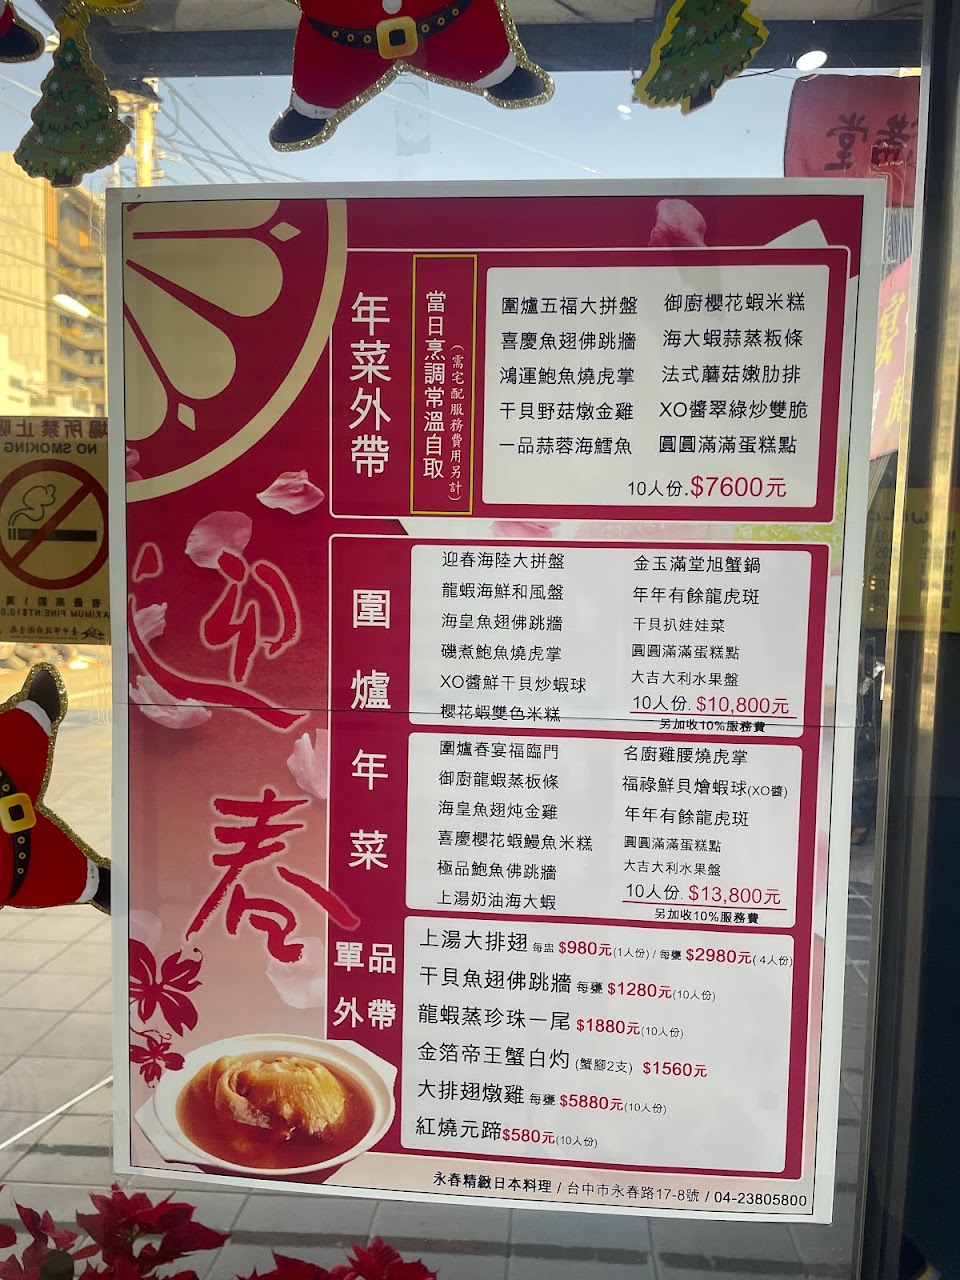 年菜外帶
當日烹調常溫自取
(需宅配服務費用另計)
圍爐五福大拼盤
喜慶魚翅佛跳牆
鴻運鮑魚燒虎掌
干貝野菇燉金雞
一品蒜蓉海鱈魚
御廚櫻花蝦米糕
海大蝦蒜蒸粄條
法式蘑菇嫩肋排
XO醬翠綠炒雙脆
圓圓滿滿蛋糕點
10人份.$7600元
迎春
圍爐年菜
迎春海陸大拼盤
龍蝦海鮮和風盤
海皇魚翅佛跳牆
磯煮鮑魚燒虎掌
XO醬鮮干貝炒蝦球
櫻花蝦雙色米糕
金玉滿堂旭蟹鍋
年年有餘龍虎斑
干貝扒娃娃菜
圓圓滿滿蛋糕點
大吉大利水果盤
10人份. $10,800元
另加收10%服務費
圍爐春宴福臨門
御廚龍蝦蒸板條
海皇魚翅炖金雞
喜慶櫻花蝦鰻魚米糕
極品鮑魚佛跳牆
上湯奶油海大蝦
名廚雞腰燒虎掌
福祿鮮貝燴蝦球(XO醬)
年年有餘龍虎斑
圓圓滿滿蛋糕點
大吉大利水果盤
10人份. $13,800元
另加收10%服務費
單品
外帶
上湯大排翅 每盅 $980元(1人份) / 每甕 $2980元( 4人份)
干貝魚翅佛跳牆 每甕 $1280元(10人份)
龍蝦蒸珍珠一尾 $1880元(10人份)
金箔帝王蟹白灼 (蟹腳2支) $1560元
大排翅燉雞 每甕 $5880元(10人份)
紅燒元蹄$580元(10人份)
永春精緻日本料理 / 台中市永春路17-8號 / 04-23805800
NO SMOKING